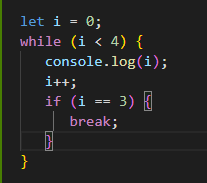 let i = 0;
while (i < 4) {
   console.log(i);
   i++;
   if (i == 3) {
      break;
   }
}